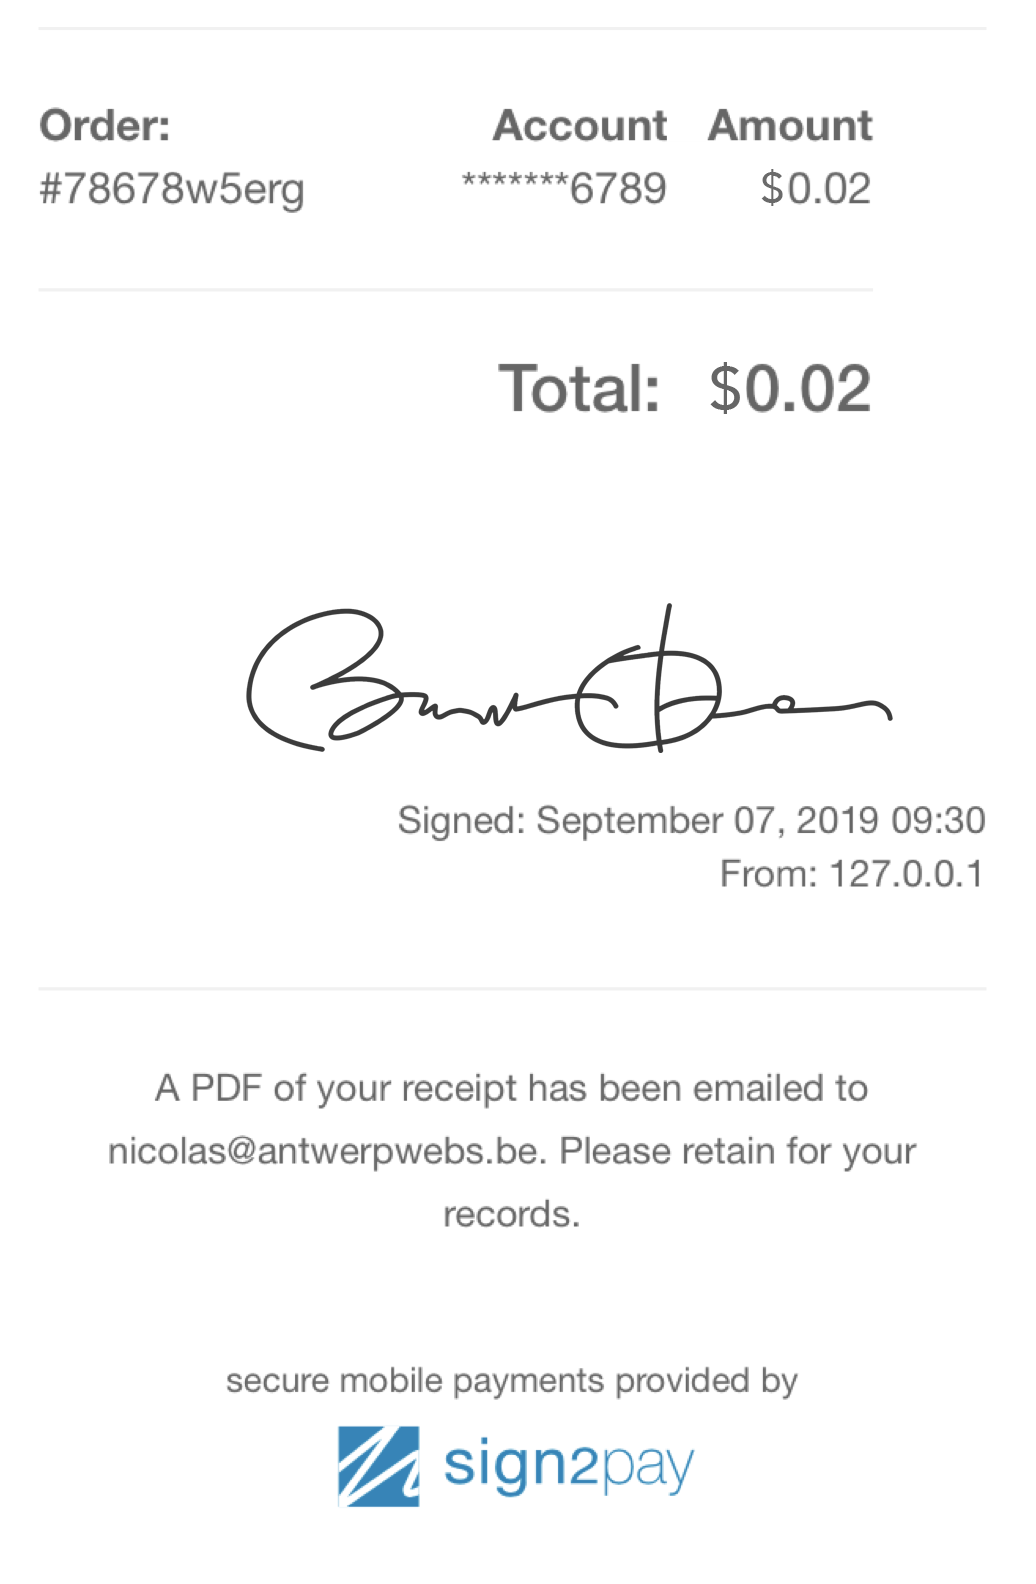 Order: Account Amount
#78678w5erg *******6789 $0.02
Total: $0.02
Signed: September 07, 2019 09:30
From: 127.0.0.1
A PDF of your receipt has been emailed to
nicolas@antwerpwebs.be. Please retain for your
records.
secure mobile payments provided by
sign2pay